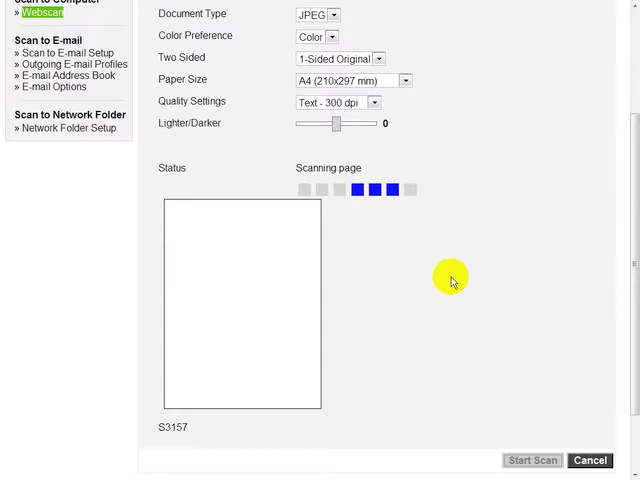 Scan to Computer
» Webscan
Scan to E-mail
» Scan to E-mail Setup
» Outgoing E-mail Profiles
» E-mail Address Book
» E-mail Options
Scan to Network Folder
» Network Folder Setup
Document Type JPEG
Color Preference Color
Two Sided 1-Sided Original
Paper Size A4 (210x297 mm)
Quality Settings Text - 300 dpi
Lighter/Darker 0
Status Scanning page
S3157
Start Scan Cancel